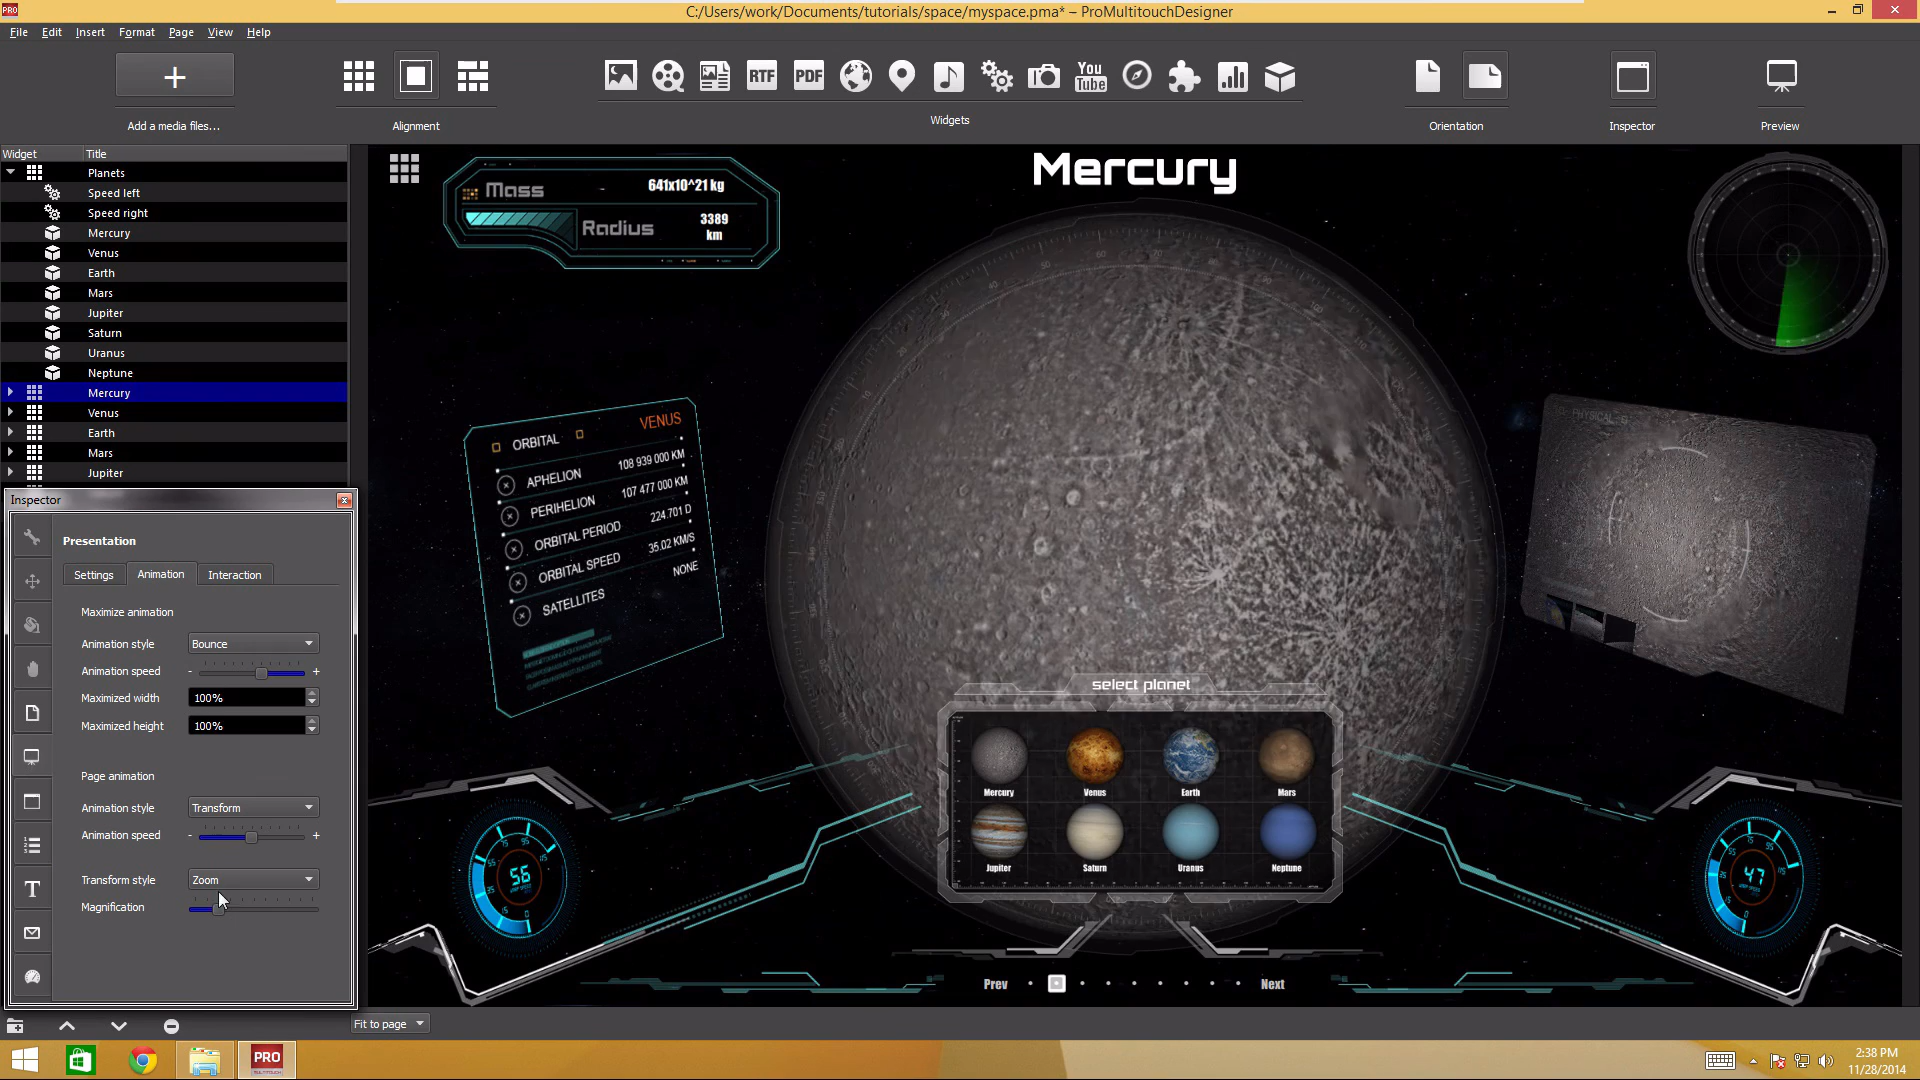 PRO
C:/Users/work/Documents/tutorials/space/myspace.pma* – ProMultitouchDesigner
File Edit Insert Format Page View Help
RTF PDF You Tube
Add a media files... Alignment Widgets Orientation Inspector Preview
Widget Title
Planets
Speed left
Speed right
Mercury
Venus
Earth
Mars
Jupiter
Saturn
Uranus
Neptune
Mercury
Venus
Earth
Mars
Jupiter
Inspector
Presentation
Settings Animation Interaction
Maximize animation
Animation style Bounce
Animation speed - +
Maximized width 100%
Maximized height 100%
Page animation
Animation style Transform
Animation speed - +
Transform style Zoom
Magnification
T
Mass - 641x10^21 kg
Radius 3389 km
Mercury
ORBITAL VENUS
APHELION 108 939 000 KM
PERIHELION 107 477 000 KM
ORBITAL PERIOD 224.701 D
ORBITAL SPEED 35.02 KM/S
SATELLITES NONE
select planet
Mercury Venus Earth Mars
Jupiter Saturn Uranus Neptune
56
47
Prev Next
Fit to page
PRO
2:38 PM
11/28/2014